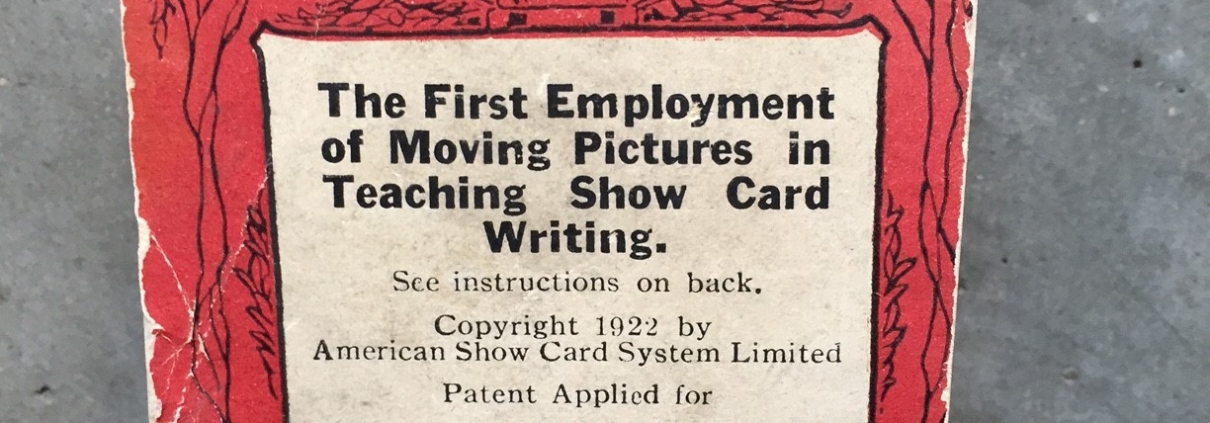 The First Employment
of Moving Pictures in
Teaching Show Card
Writing.
See instructions on back.
Copyright 1922 by
American Show Card System Limited
Patent Applied for